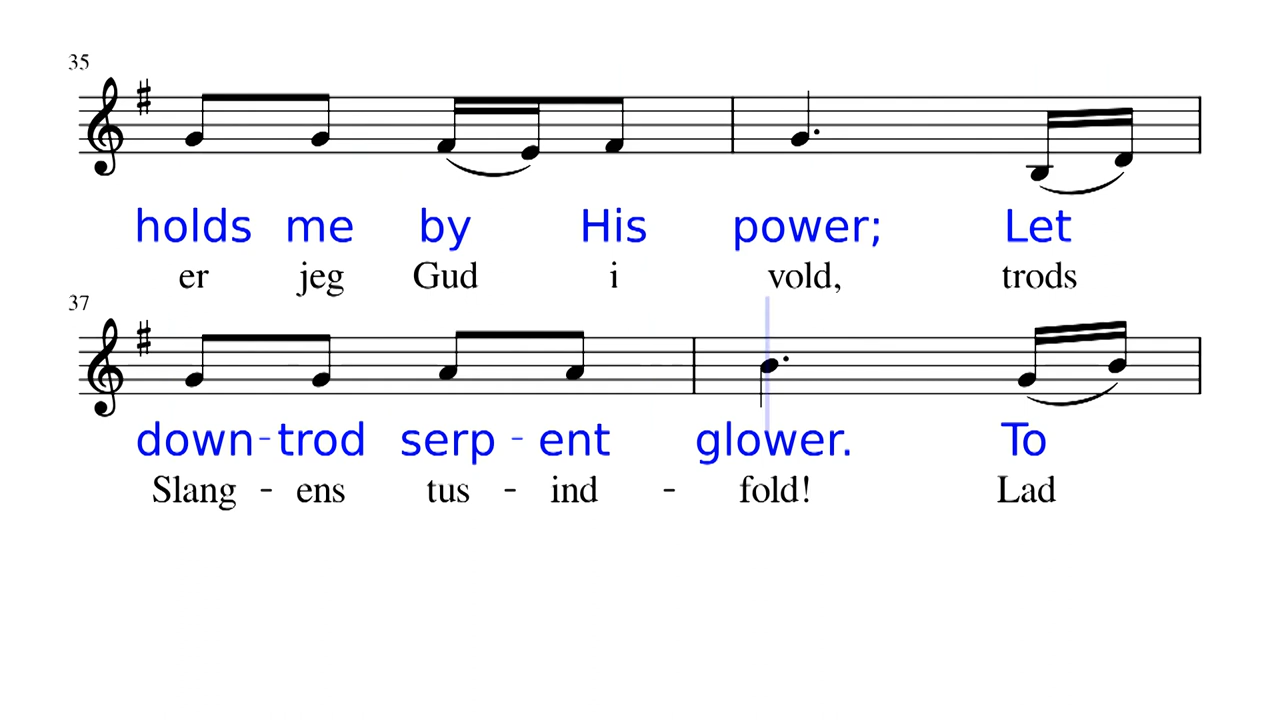 35
holds me by His power; Let
er jeg Gud i vold, trods
37
down-trod serp - ent glower. To
Slang - ens tus - ind - fold! Lad